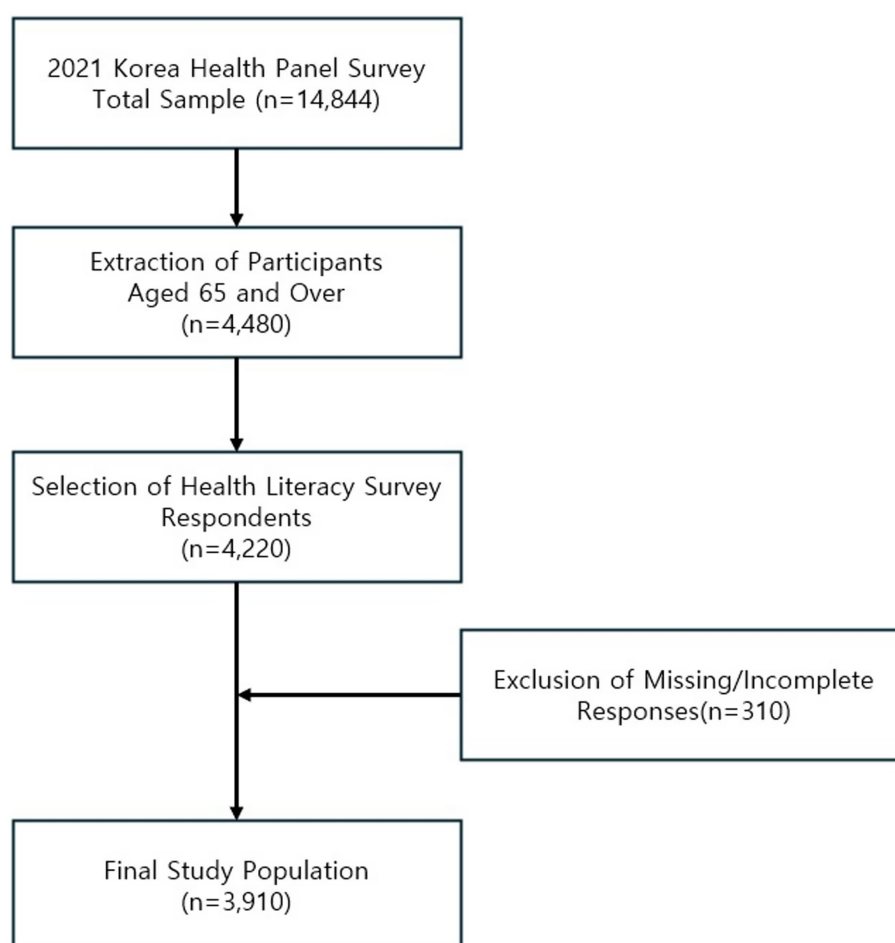 2021 Korea Health Panel Survey
Total Sample (n=14,844)
Extraction of Participants
Aged 65 and Over
(n=4,480)
Selection of Health Literacy Survey
Respondents
(n=4,220)
Exclusion of Missing/Incomplete
Responses(n=310)
Final Study Population
(n=3,910)